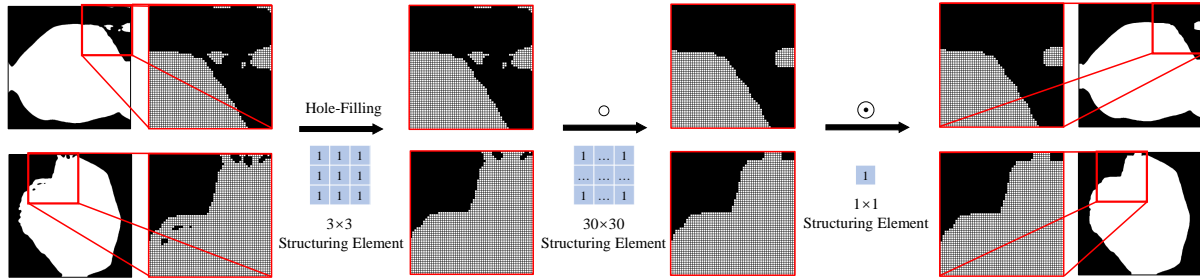 Hole-Filling
1 1 1
1 1 1
1 1 1
3×3
Structuring Element
○
1 ... 1
... ... ...
1 ... 1
30×30
Structuring Element
⊙
1
1×1
Structuring Element